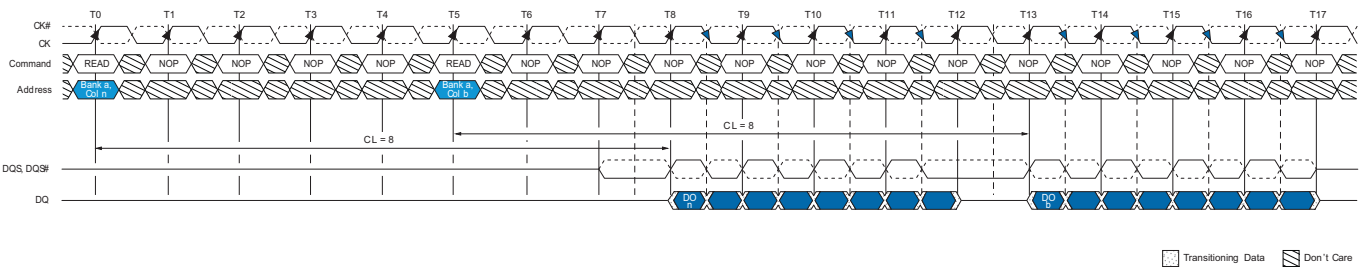 T0 T1 T2 T3 T4 T5 T6 T7 T8 T9 T10 T11 T12 T13 T14 T15 T16 T17
CK#
CK
Command READ NOP NOP NOP NOP READ NOP NOP NOP NOP NOP NOP NOP NOP NOP NOP NOP NOP
Address Bank a, Col n Bank a, Col b
CL = 8
CL = 8
DQS, DQS#
DQ DO n DO b
Transitioning Data Don't Care